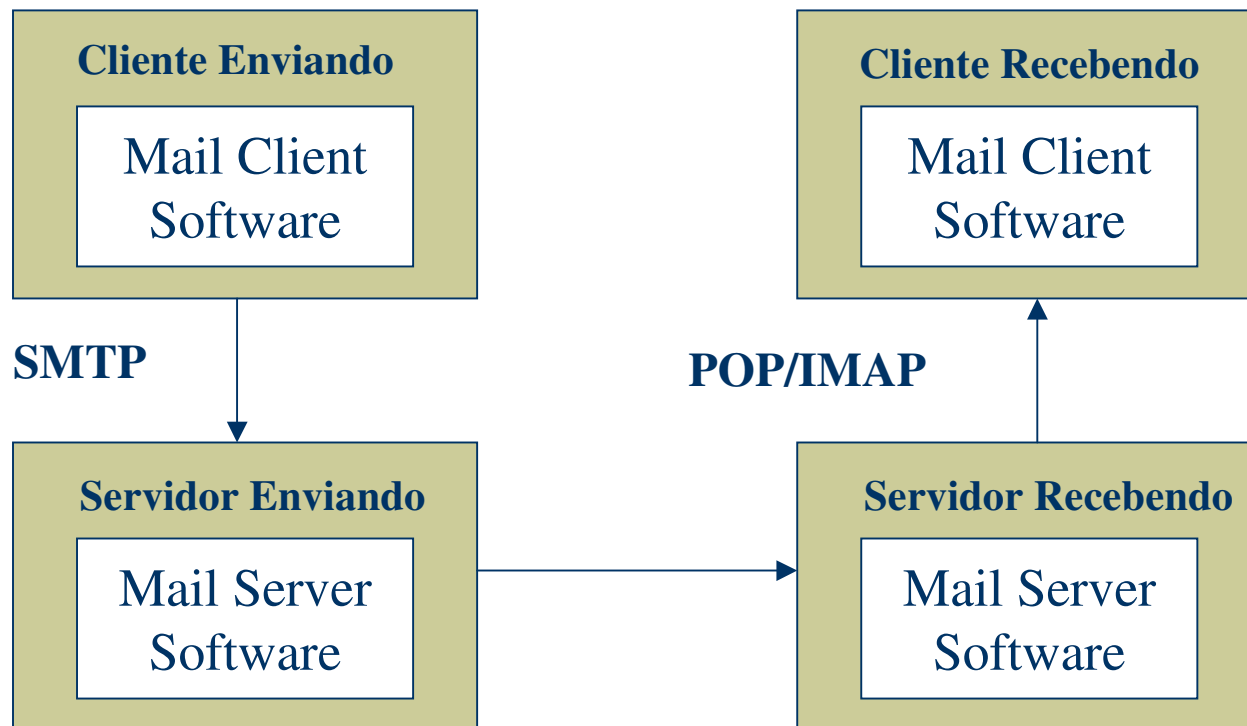 Cliente Enviando
Mail Client
Software
Cliente Recebendo
Mail Client
Software
SMTP
POP/IMAP
Servidor Enviando
Mail Server
Software
Servidor Recebendo
Mail Server
Software